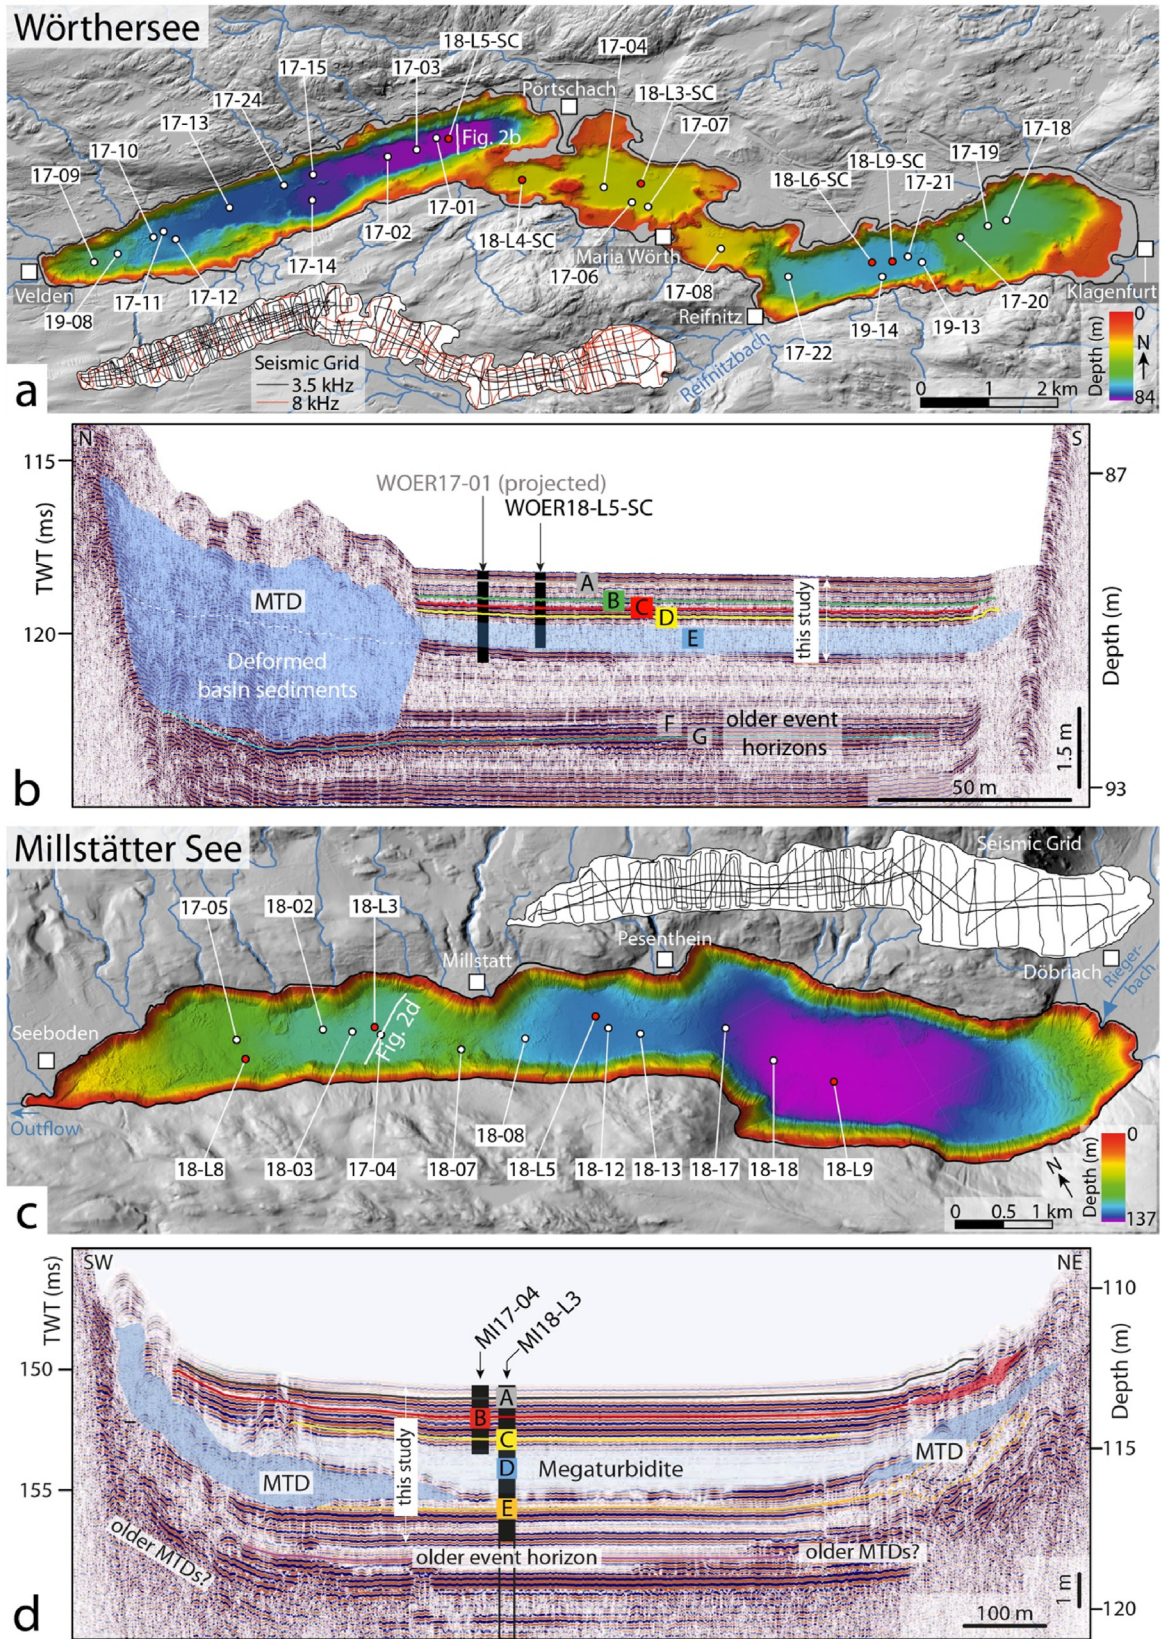 Wörthersee
18-L5-SC
17-04
17-15
17-03
18-L3-SC
17-24
Pörtschach
17-07
17-13
Fig. 2b
17-18
17-10
18-L9-SC
17-19
17-09
18-L6-SC
17-21
17-01
17-02
18-L4-SC
Maria Wörth
17-14
17-06
Velden
17-11
17-12
17-08
17-20
Klagenfurt
19-08
Reifnitz
19-14
19-13
17-22
Reifnitzbach
Seismic Grid
3.5 kHz
8 kHz
0 1 2 km
Depth (m)
0
84
N
a
N
S
115
120
TWT (ms)
87
93
Depth (m)
WOER17-01 (projected)
WOER18-L5-SC
A
B
C
D
E
MTD
Deformed
basin sediments
this study
F
G
older event
horizons
1.5 m
50 m
b
Millstätter See
Seismic Grid
17-05
18-02
18-L3
Pesenthein
Millstatt
Döbriach
Rieger-
bach
Seeboden
Fig. 2d
Outflow
18-08
18-L8
18-03
17-04
18-07
18-L5
18-12
18-13
18-17
18-18
18-L9
N
0 0.5 1 km
Depth (m)
0
137
c
SW
NE
TWT (ms)
150
155
110
115
120
Depth (m)
MI17-04
MI18-L3
A
B
C
D
E
this study
Megaturbidite
MTD
MTD
older MTDs?
older event horizon
older MTDs?
1 m
100 m
d